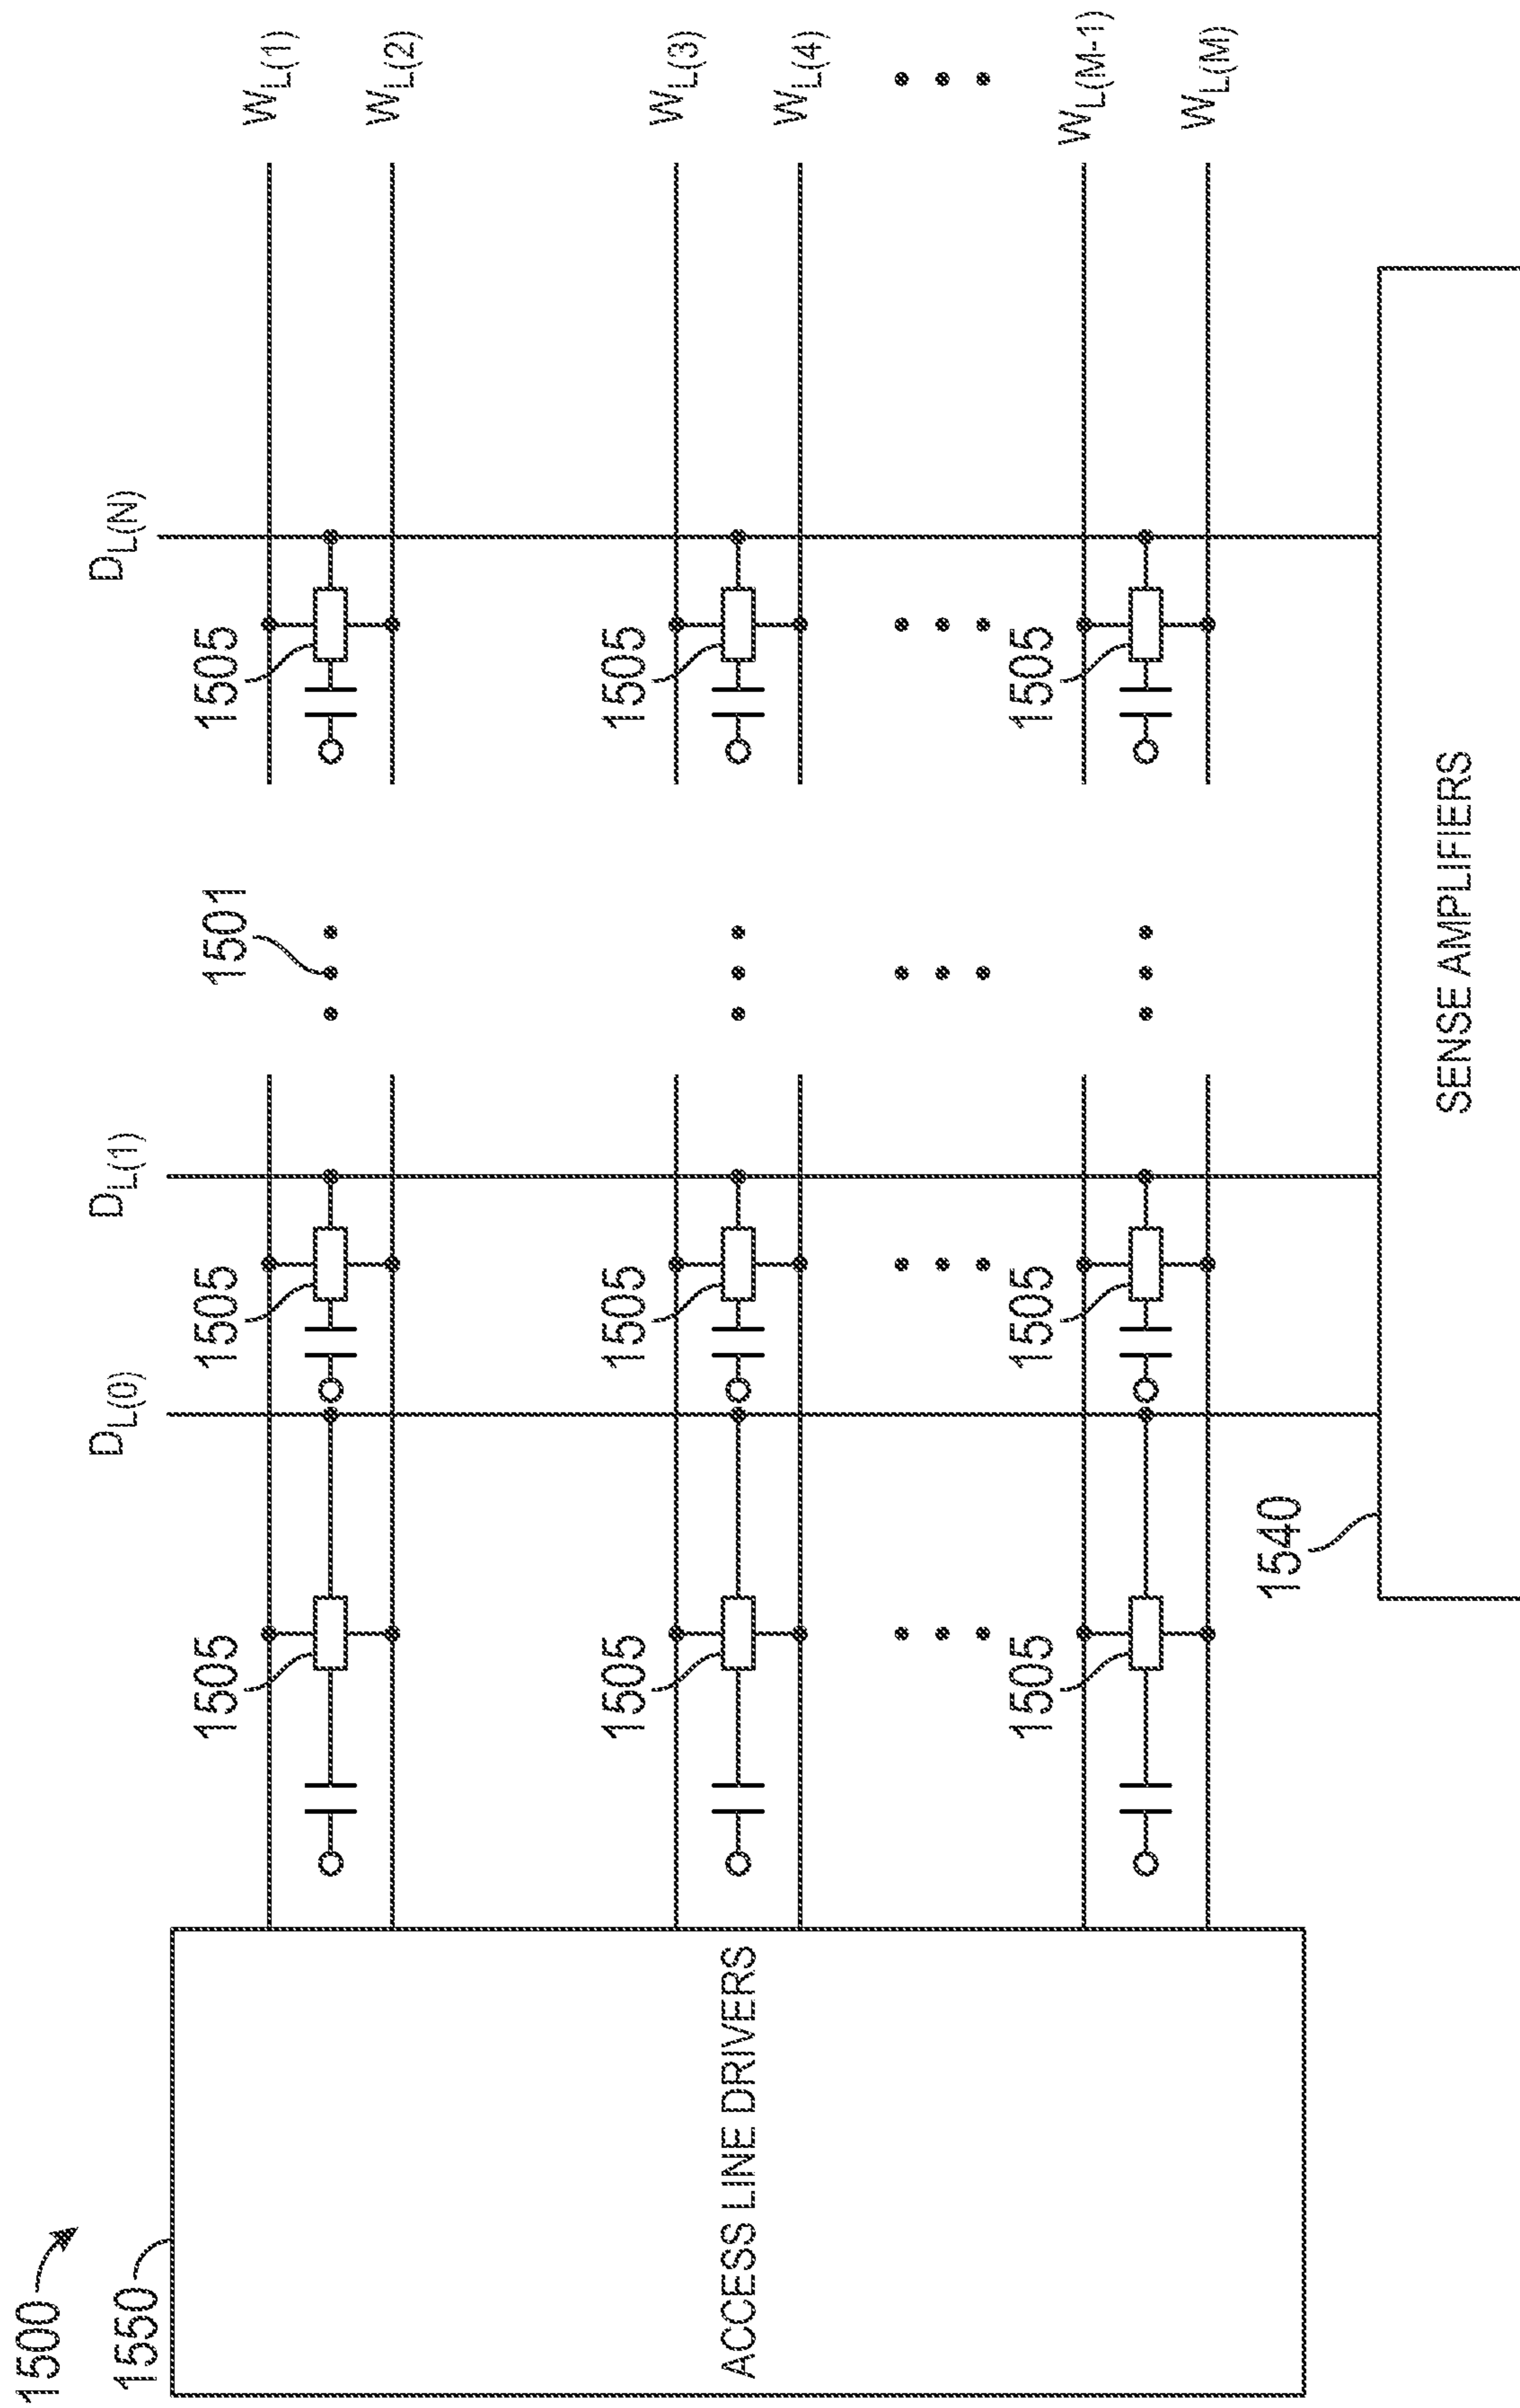 1500
1550
ACCESS LINE DRIVERS
D_L(0)
D_L(1)
D_L(N)
1505
1505
1501
1505
W_L(1)
W_L(2)
1505
1505
1505
W_L(3)
W_L(4)
1505
1505
1505
W_L(M-1)
W_L(M)
1540
SENSE AMPLIFIERS